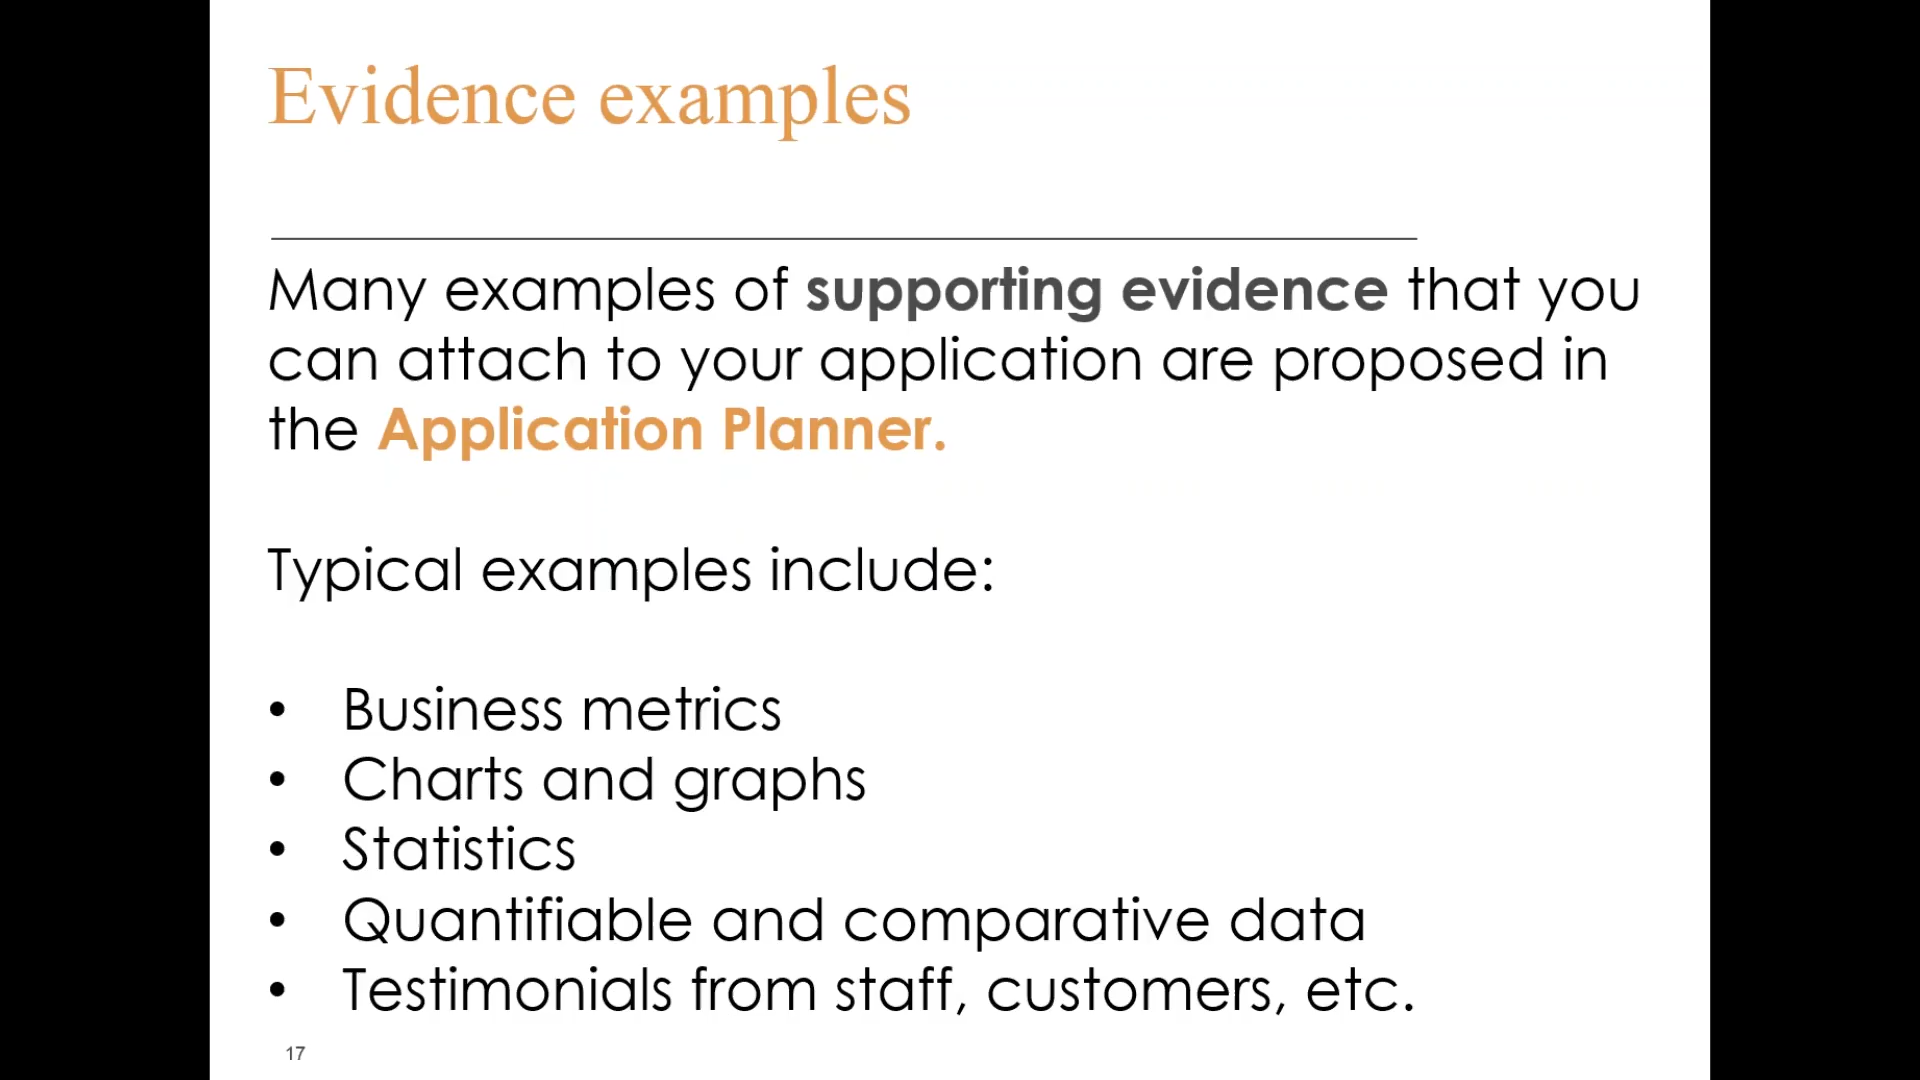 Evidence examples
Many examples of supporting evidence that you
can attach to your application are proposed in
the Application Planner.
Typical examples include:
• Business metrics
• Charts and graphs
• Statistics
• Quantifiable and comparative data
• Testimonials from staff, customers, etc.
17